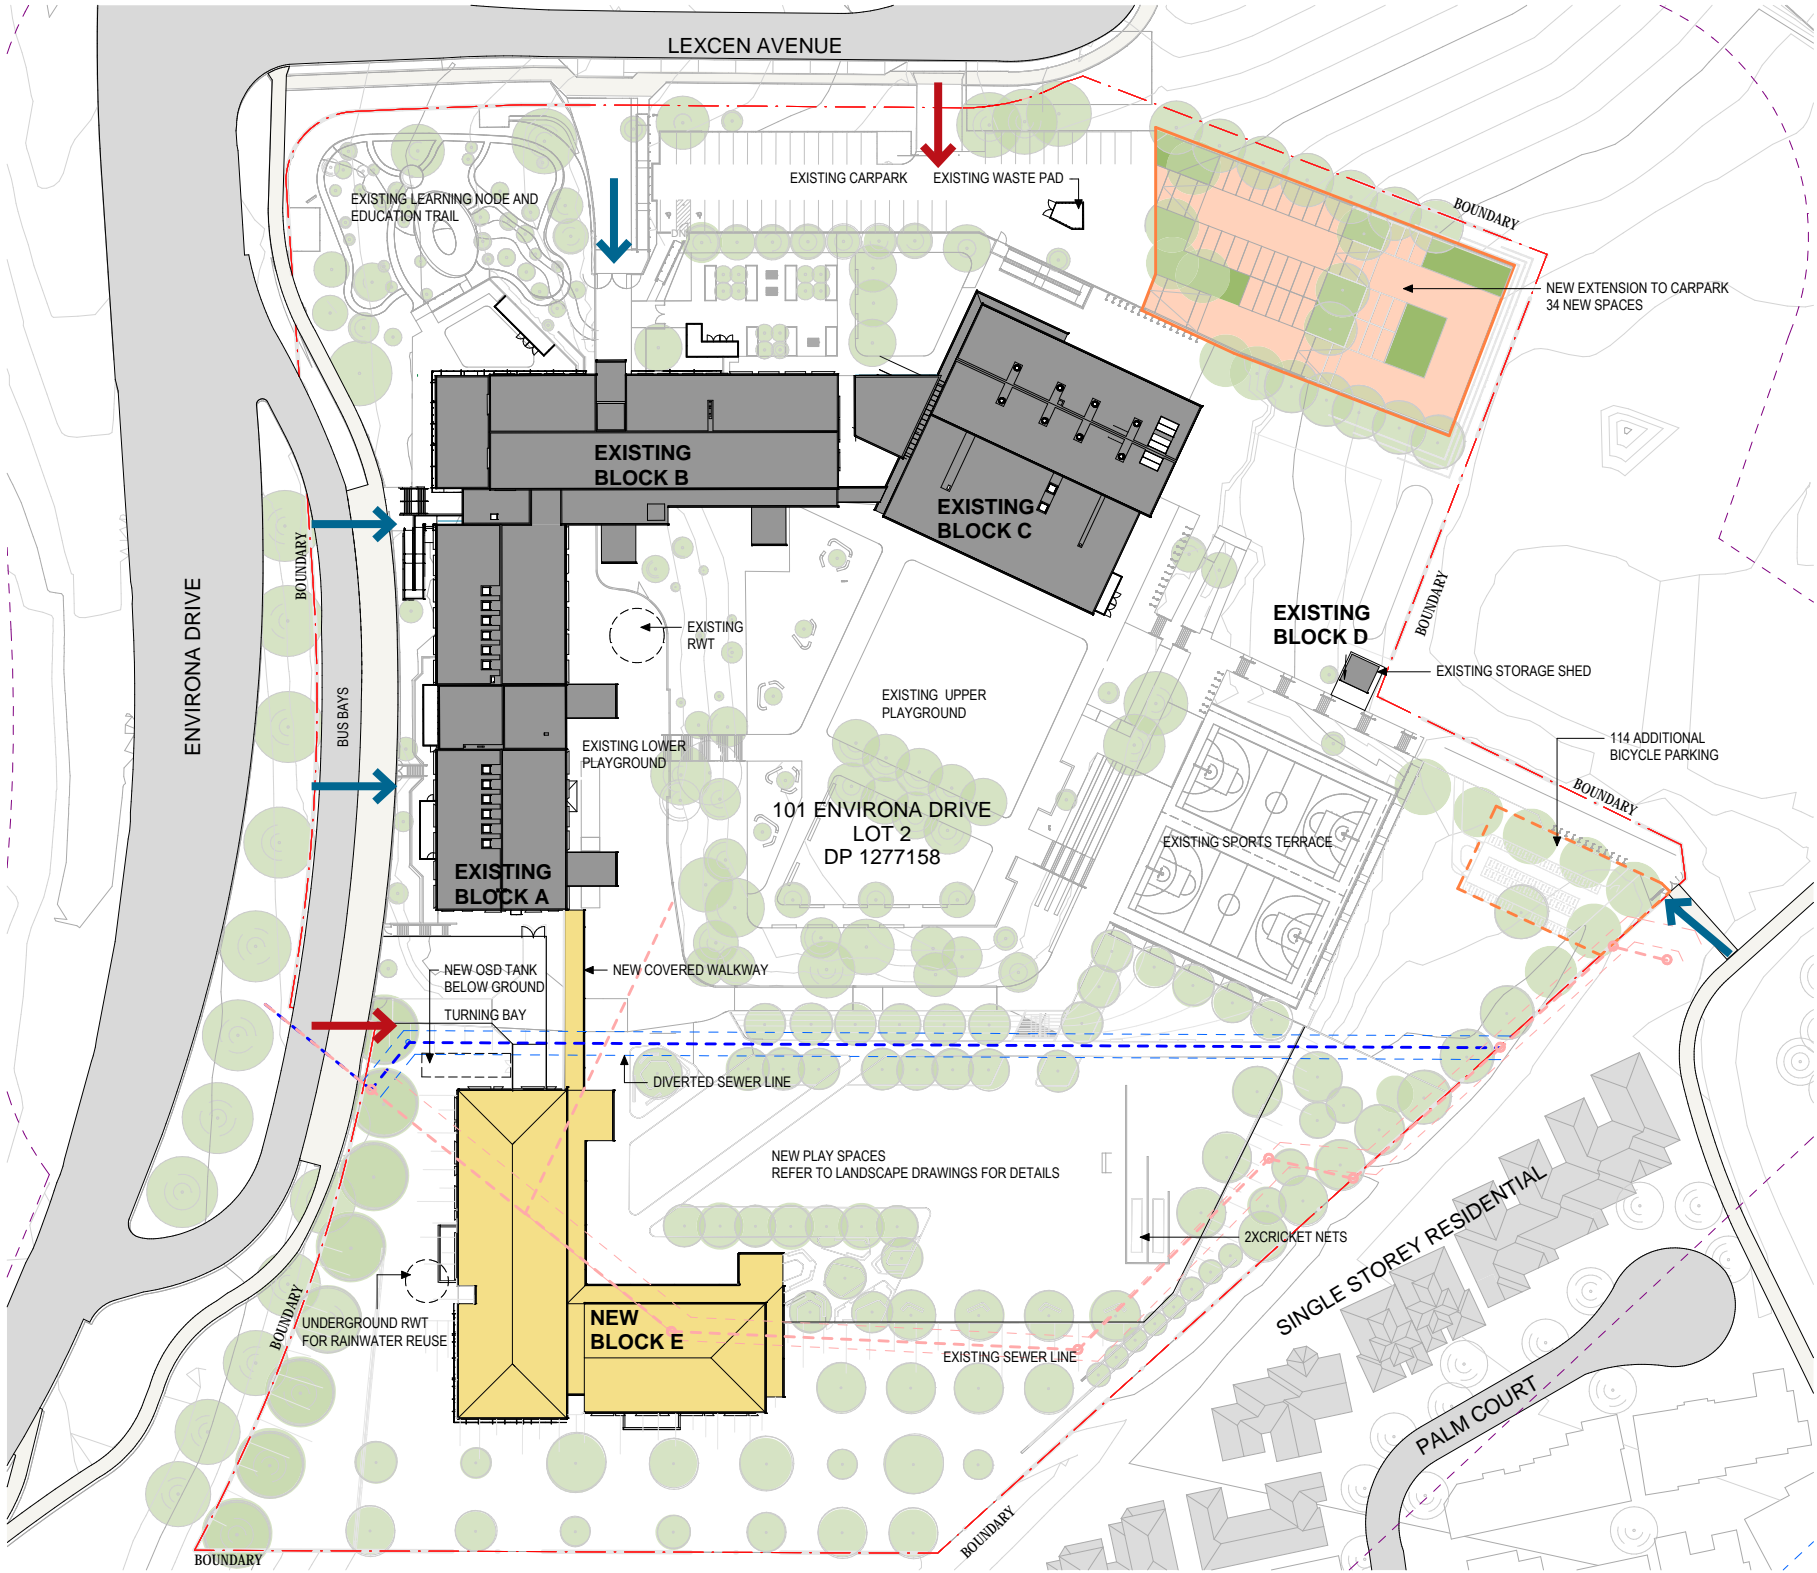 LEXCEN AVENUE
EXISTING CARPARK
EXISTING WASTE PAD
EXISTING LEARNING NODE AND
EDUCATION TRAIL
BOUNDARY
NEW EXTENSION TO CARPARK
34 NEW SPACES
EXISTING
BLOCK B
EXISTING
BLOCK C
BOUNDARY
ENVIRONA DRIVE
BUS BAYS
EXISTING
RWT
EXISTING
BLOCK D
BOUNDARY
EXISTING STORAGE SHED
EXISTING UPPER
PLAYGROUND
EXISTING LOWER
PLAYGROUND
114 ADDITIONAL
BICYCLE PARKING
BOUNDARY
101 ENVIRONA DRIVE
LOT 2
DP 1277158
EXISTING SPORTS TERRACE
EXISTING
BLOCK A
NEW OSD TANK
BELOW GROUND
NEW COVERED WALKWAY
TURNING BAY
DIVERTED SEWER LINE
NEW PLAY SPACES
REFER TO LANDSCAPE DRAWINGS FOR DETAILS
2XCRICKET NETS
SINGLE STOREY RESIDENTIAL
BOUNDARY
UNDERGROUND RWT
FOR RAINWATER REUSE
NEW
BLOCK E
EXISTING SEWER LINE
PALM COURT
BOUNDARY
BOUNDARY